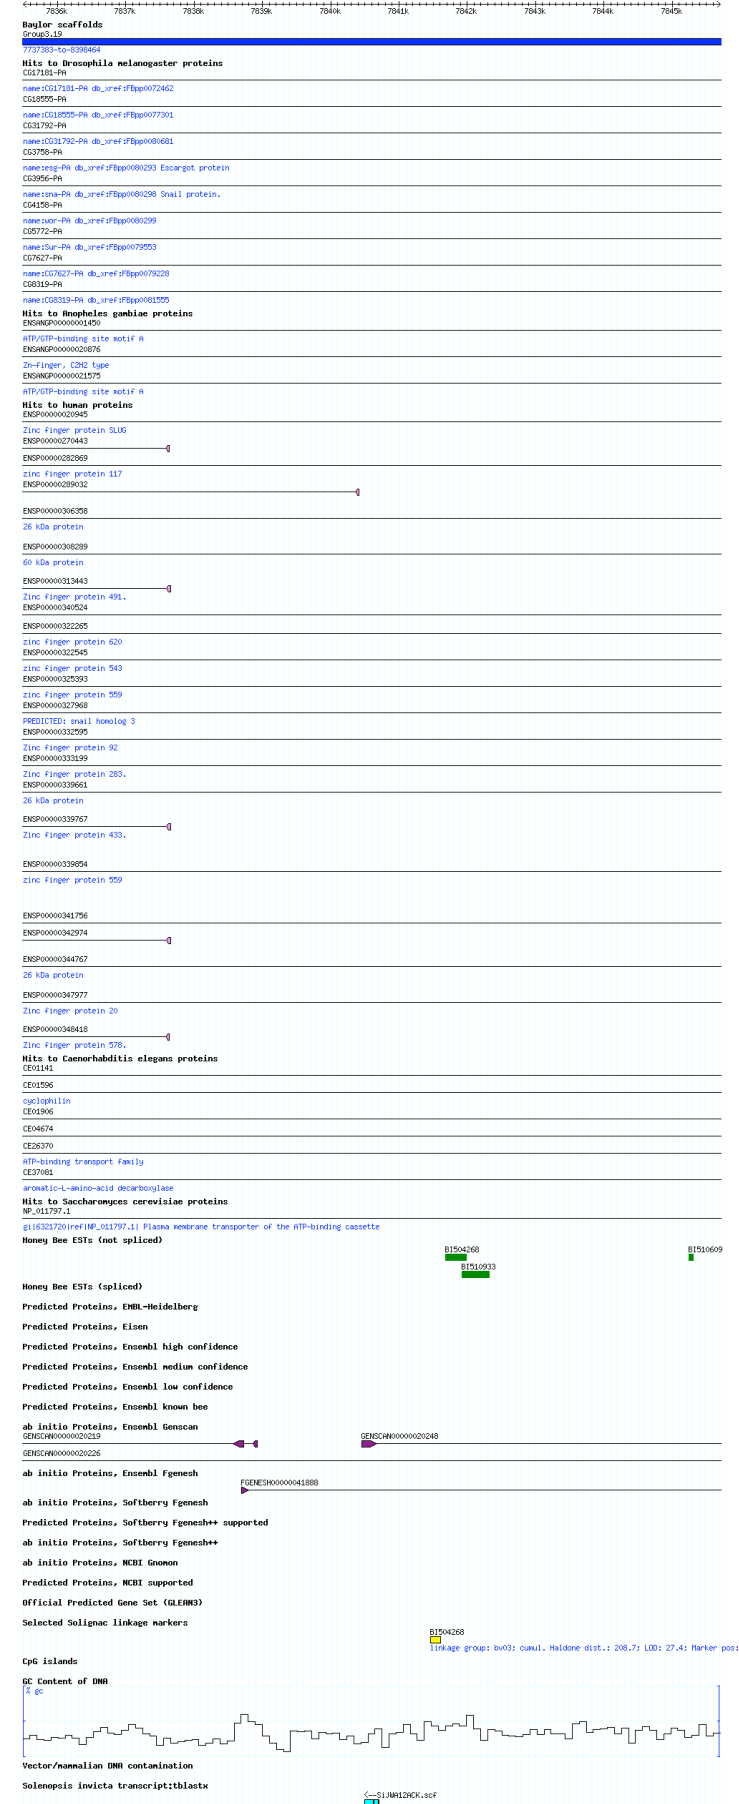 7836k 7837k 7838k 7839k 7840k 7841k 7842k 7843k 7844k 7845k
Baylor scaffolds
Group3.19
7737383-to-8398464
Hits to Drosophila melanogaster proteins
CG17181-PA
name:CG17181-PA db_xref:FBpp0072462
CG18555-PA
name:CG18555-PA db_xref:FBpp0077301
CG31792-PA
name:CG31792-PA db_xref:FBpp0080681
CG3758-PA
name:esg-PA db_xref:FBpp0080293 Escargot protein
CG3956-PA
name:sna-PA db_xref:FBpp0080298 Snail protein.
CG4158-PA
name:wor-PA db_xref:FBpp0080299
CG5772-PA
name:Sur-PA db_xref:FBpp0079553
CG7627-PA
name:CG7627-PA db_xref:FBpp0079228
CG8319-PA
name:CG8319-PA db_xref:FBpp0081555
Hits to Anopheles gambiae proteins
ENSANGP00000001450
ATP/GTP-binding site motif A
ENSANGP00000020876
Zn-finger, C2H2 type
ENSANGP00000021575
ATP/GTP-binding site motif A
Hits to human proteins
ENSP00000020945
Zinc finger protein SLUG
ENSP00000270443
ENSP00000282869
zinc finger protein 117
ENSP00000289032
ENSP00000306358
26 kDa protein
ENSP00000308289
60 kDa protein
ENSP00000313443
Zinc finger protein 491.
ENSP00000340524
ENSP00000322265
zinc finger protein 620
ENSP00000322545
zinc finger protein 543
ENSP00000325393
zinc finger protein 559
ENSP00000327968
PREDICTED: snail homolog 3
ENSP00000332595
Zinc finger protein 92
ENSP00000333199
Zinc finger protein 283.
ENSP00000339661
26 kDa protein
ENSP00000339767
Zinc finger protein 433.
ENSP00000339854
zinc finger protein 559
ENSP00000341756
ENSP00000342974
ENSP00000344767
26 kDa protein
ENSP00000347977
Zinc finger protein 20
ENSP00000348418
Zinc finger protein 578.
Hits to Caenorhabditis elegans proteins
CE01141
CE01596
cyclophilin
CE01906
CE04674
CE26370
ATP-binding transport family
CE37081
aromatic-L-amino-acid decarboxylase
Hits to Saccharomyces cerevisiae proteins
NP_011797.1
gi|6321720|ref|NP_011797.1| Plasma membrane transporter of the ATP-binding cassette
Honey Bee ESTs (not spliced)
BI504268 BI510609
BI510933
Honey Bee ESTs (spliced)
Predicted Proteins, EMBL-Heidelberg
Predicted Proteins, Eisen
Predicted Proteins, Ensembl high confidence
Predicted Proteins, Ensembl medium confidence
Predicted Proteins, Ensembl low confidence
Predicted Proteins, Ensembl known bee
ab initio Proteins, Ensembl Genscan
GENSCAN00000020219 GENSCAN00000020248
GENSCAN00000020226
ab initio Proteins, Ensembl Fgenesh
FGENESH00000041888
ab initio Proteins, Softberry Fgenesh
Predicted Proteins, Softberry Fgenesh++ supported
ab initio Proteins, Softberry Fgenesh++
ab initio Proteins, NCBI Gnomon
Predicted Proteins, NCBI supported
Official Predicted Gene Set (GLEAN3)
Selected Solignac linkage markers
BI504268
linkage group: bv03; cumul. Haldone dist.: 208.7; LOD: 27.4; Marker pos:
CpG islands
GC Content of DNA
% gc
Vector/mammalian DNA contamination
Solenopsis invicta transcript:tblastx
<--SiJWA12ACK.scf